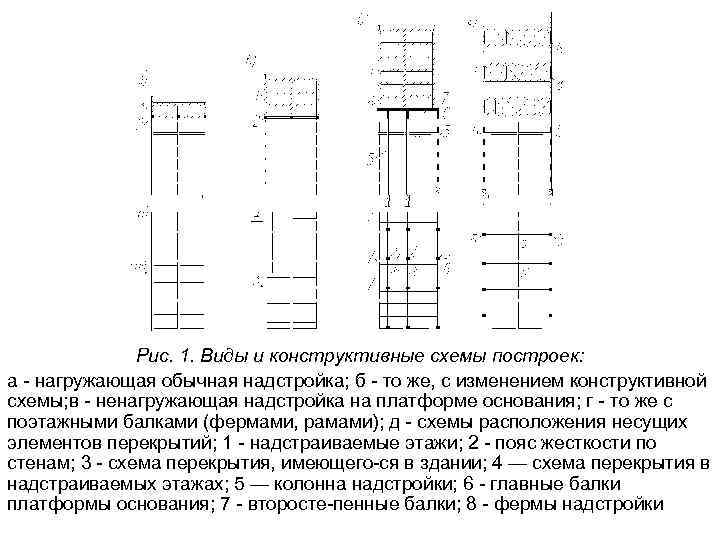 Рис. 1. Виды и конструктивные схемы построек:
а - нагружающая обычная надстройка; б - то же, с изменением конструктивной
схемы;в - ненагружающая надстройка на платформе основания; г - то же с
поэтажными балками (фермами, рамами); д - схемы расположения несущих
элементов перекрытий; 1 - надстраиваемые этажи; 2 - пояс жесткости по
стенам; 3 - схема перекрытия, имеющего-ся в здании; 4 — схема перекрытия в
надстраиваемых этажах; 5 — колонна надстройки; 6 - главные балки
платформы основания; 7 - второсте-пенные балки; 8 - фермы надстройки